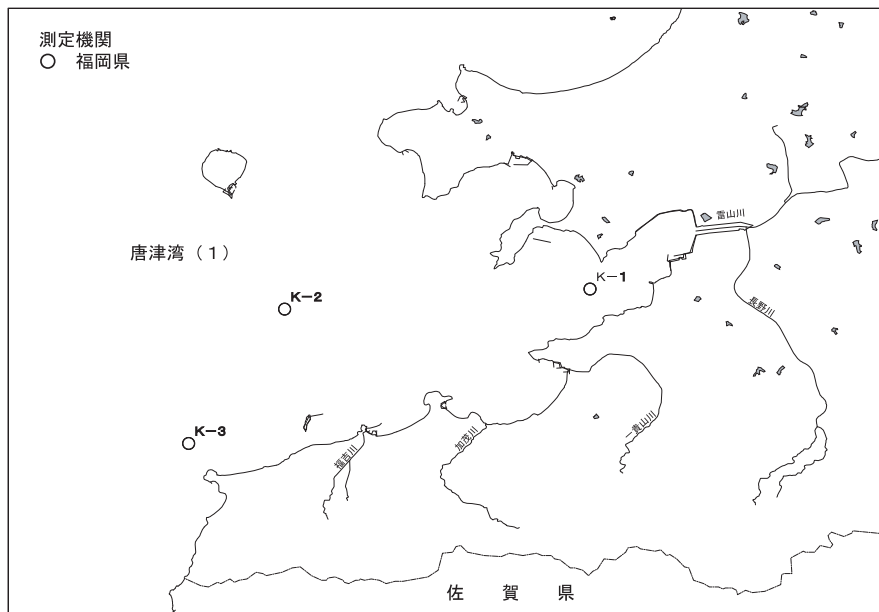 測定機関
○ 福岡県
雷山川
唐津湾（１）
K－1
K－2
長野川
K－3
一貴山川
加茂川
福吉川
佐 賀 県